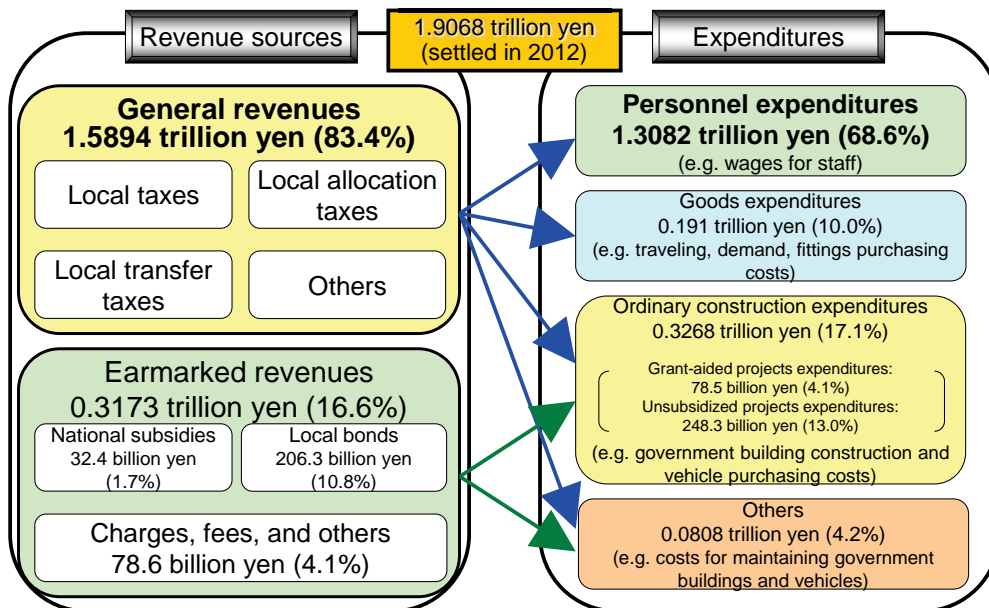 Revenue sources
1.9068 trillion yen
(settled in 2012)
Expenditures
General revenues
1.5894 trillion yen (83.4%)
Local taxes
Local allocation
taxes
Local transfer
taxes
Others
Earmarked revenues
0.3173 trillion yen (16.6%)
National subsidies
32.4 billion yen
(1.7%)
Local bonds
206.3 billion yen
(10.8%)
Charges, fees, and others
78.6 billion yen (4.1%)
Personnel expenditures
1.3082 trillion yen (68.6%)
(e.g. wages for staff)
Goods expenditures
0.191 trillion yen (10.0%)
(e.g. traveling, demand, fittings purchasing
costs)
Ordinary construction expenditures
0.3268 trillion yen (17.1%)
Grant-aided projects expenditures:
78.5 billion yen (4.1%)
Unsubsidized projects expenditures:
248.3 billion yen (13.0%)
(e.g. government building construction and
vehicle purchasing costs)
Others
0.0808 trillion yen (4.2%)
(e.g. costs for maintaining government
buildings and vehicles)